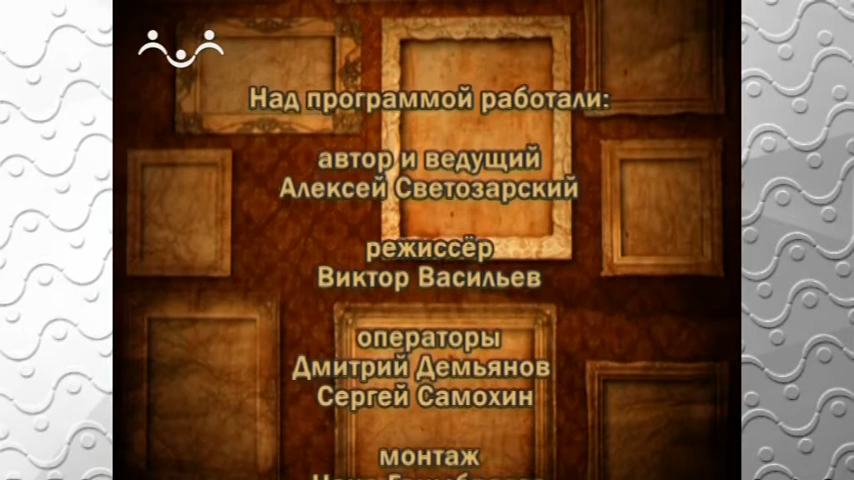 Над программой работали:
автор и ведущий
Алексей Светозарский
режиссёр
Виктор Васильев
операторы
Дмитрий Демьянов
Сергей Самохин
монтаж